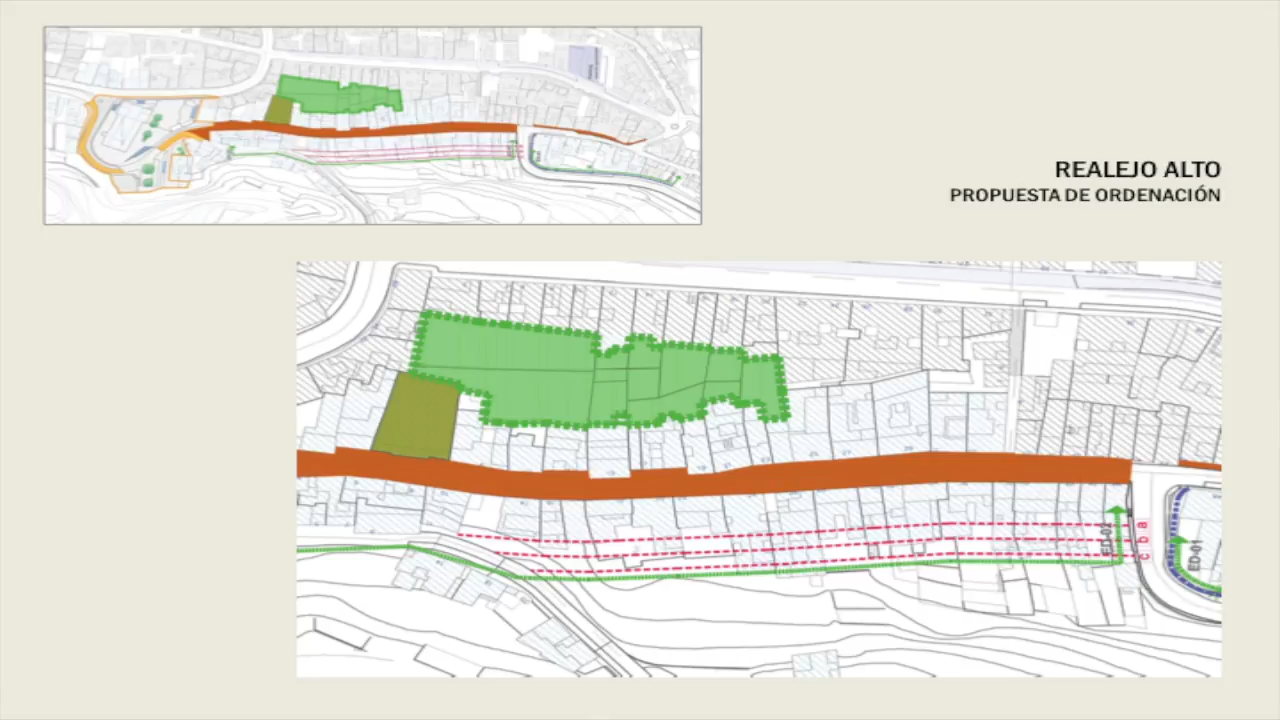 REALEJO ALTO
PROPUESTA DE ORDENACIÓN
ED-02
c b a
ED-01